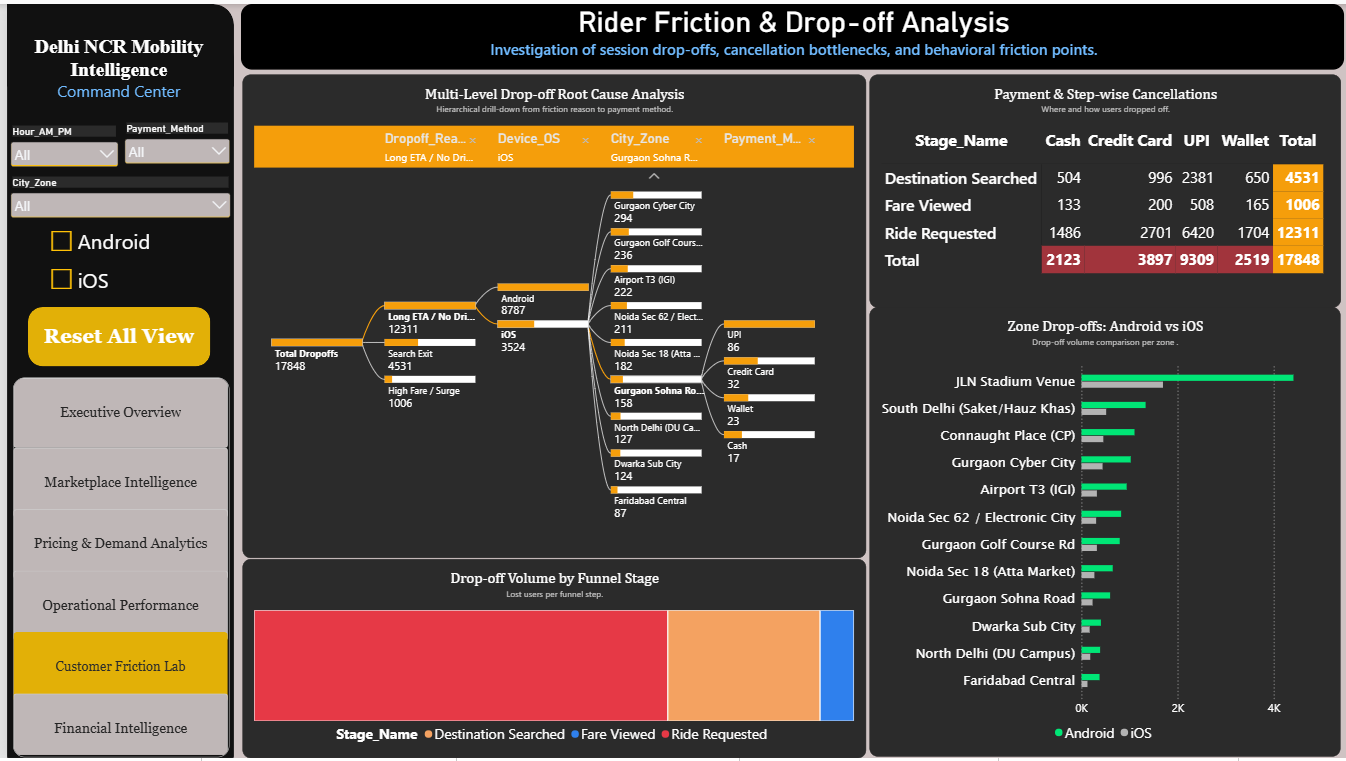 Delhi NCR Mobility
Intelligence
Command Center
Hour_AM_PM
Payment_Method
All
All
City_Zone
All
Android
iOS
Reset All View
Executive Overview
Marketplace Intelligence
Pricing & Demand Analytics
Operational Performance
Customer Friction Lab
Financial Intelligence
Rider Friction & Drop-off Analysis
Investigation of session drop-offs, cancellation bottlenecks, and behavioral friction points.
Multi-Level Drop-off Root Cause Analysis
Hierarchical drill-down from friction reason to payment method.
Dropoff_Rea... × Device_OS × City_Zone × Payment_M... ×
Long ETA / No Dri... iOS Gurgaon Sohna R...
Total Dropoffs
17848
Long ETA / No Dri...
12311
Search Exit
4531
High Fare / Surge
1006
Android
8787
iOS
3524
Gurgaon Cyber City
294
Gurgaon Golf Cours...
236
Airport T3 (IGI)
222
Noida Sec 62 / Elect...
211
Noida Sec 18 (Atta ...
182
Gurgaon Sohna Ro...
158
North Delhi (DU Ca...
127
Dwarka Sub City
124
Faridabad Central
87
UPI
86
Credit Card
32
Wallet
23
Cash
17
Drop-off Volume by Funnel Stage
Lost users per funnel step.
Stage_Name Destination Searched Fare Viewed Ride Requested
Payment & Step-wise Cancellations
Where and how users dropped off.
Stage_Name Cash Credit Card UPI Wallet Total
Destination Searched 504 996 2381 650 4531
Fare Viewed 133 200 508 165 1006
Ride Requested 1486 2701 6420 1704 12311
Total 2123 3897 9309 2519 17848
Zone Drop-offs: Android vs iOS
Drop-off volume comparison per zone .
JLN Stadium Venue
South Delhi (Saket/Hauz Khas)
Connaught Place (CP)
Gurgaon Cyber City
Airport T3 (IGI)
Noida Sec 62 / Electronic City
Gurgaon Golf Course Rd
Noida Sec 18 (Atta Market)
Gurgaon Sohna Road
Dwarka Sub City
North Delhi (DU Campus)
Faridabad Central
0K 2K 4K
Android iOS